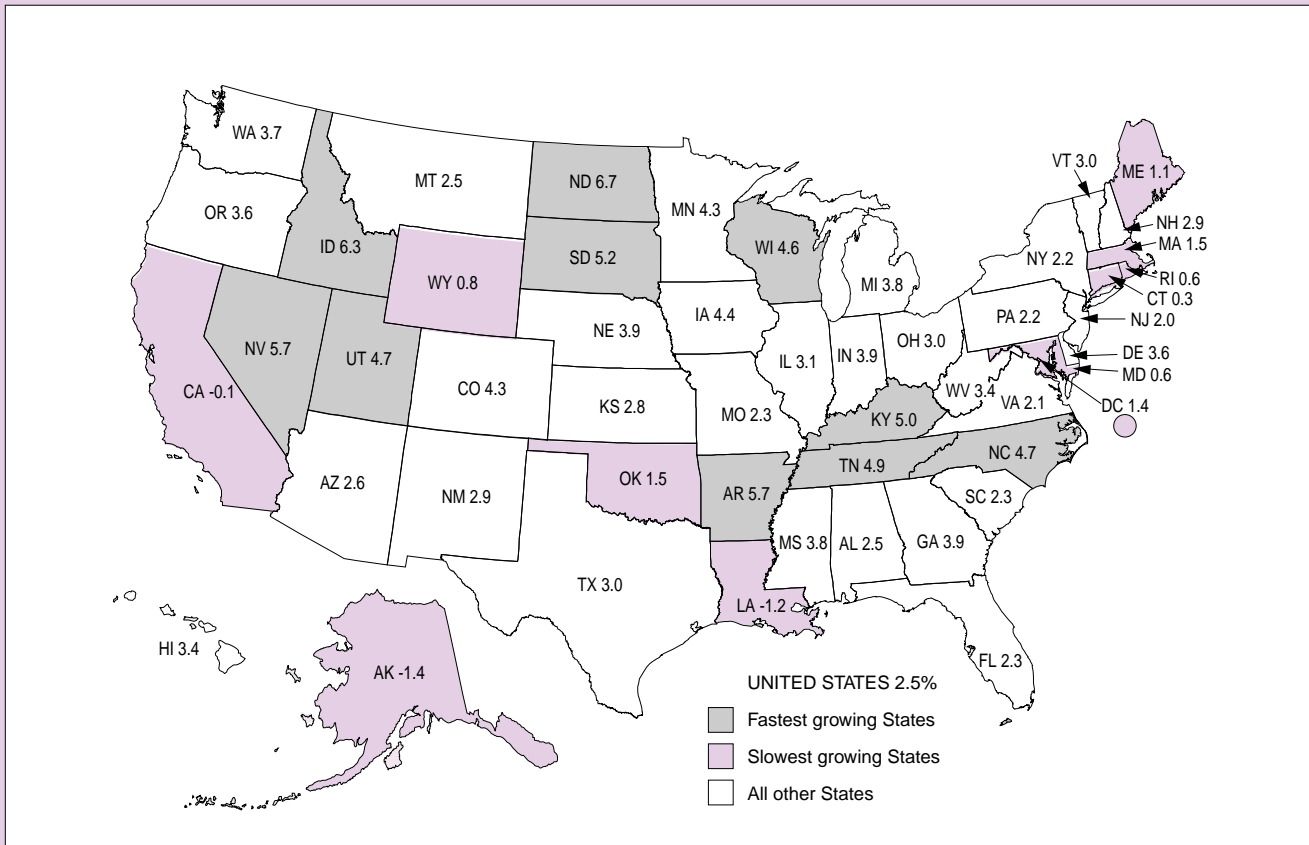 WA 3.7
MT 2.5
ND 6.7
MN 4.3
VT 3.0
ME 1.1
OR 3.6
ID 6.3
SD 5.2
WI 4.6
NH 2.9
MA 1.5
NY 2.2
RI 0.6
CT 0.3
WY 0.8
MI 3.8
NJ 2.0
PA 2.2
IA 4.4
NE 3.9
NV 5.7
UT 4.7
IL 3.1
IN 3.9
OH 3.0
DE 3.6
MD 0.6
CA -0.1
CO 4.3
KS 2.8
MO 2.3
WV 3.4
VA 2.1
DC 1.4
KY 5.0
NC 4.7
TN 4.9
AZ 2.6
NM 2.9
OK 1.5
AR 5.7
SC 2.3
MS 3.8
AL 2.5
GA 3.9
TX 3.0
LA -1.2
HI 3.4
AK -1.4
FL 2.3
UNITED STATES 2.5%
Fastest growing States
Slowest growing States
All other States